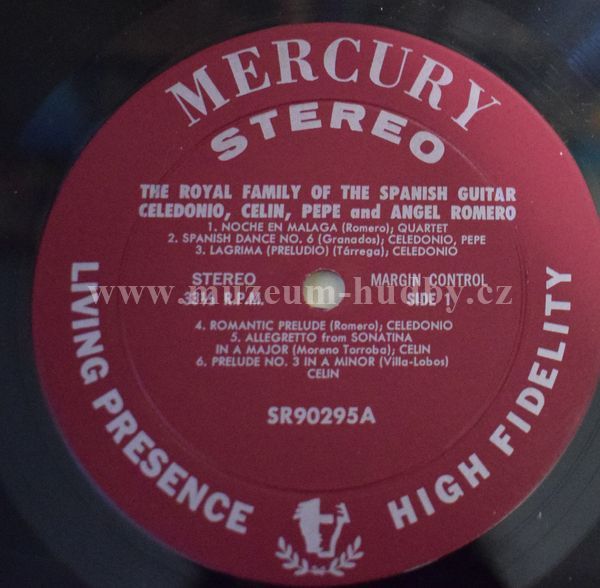 MERCURY
STEREO
THE ROYAL FAMILY OF THE SPANISH GUITAR
CELEDONIO, CELIN, PEPE and ANGEL ROMERO
1. NOCHE EN MALAGA (Romero); QUARTET
2. SPANISH DANCE NO. 6 (Granados); CELEDONIO, PEPE
3. LAGRIMA (PRELUDIO) (Tárrega); CELEDONIO
STEREO
33⅓ R.P.M.
MARGIN CONTROL
SIDE
www.muzeum-hudby.cz
4. ROMANTIC PRELUDE (Romero); CELEDONIO
5. ALLEGRETTO from SONATINA
IN A MAJOR (Moreno Torroba); CELIN
6. PRELUDE NO. 3 IN A MINOR (Villa-Lobos)
CELIN
SR90295A
LIVING PRESENCE
HIGH FIDELITY